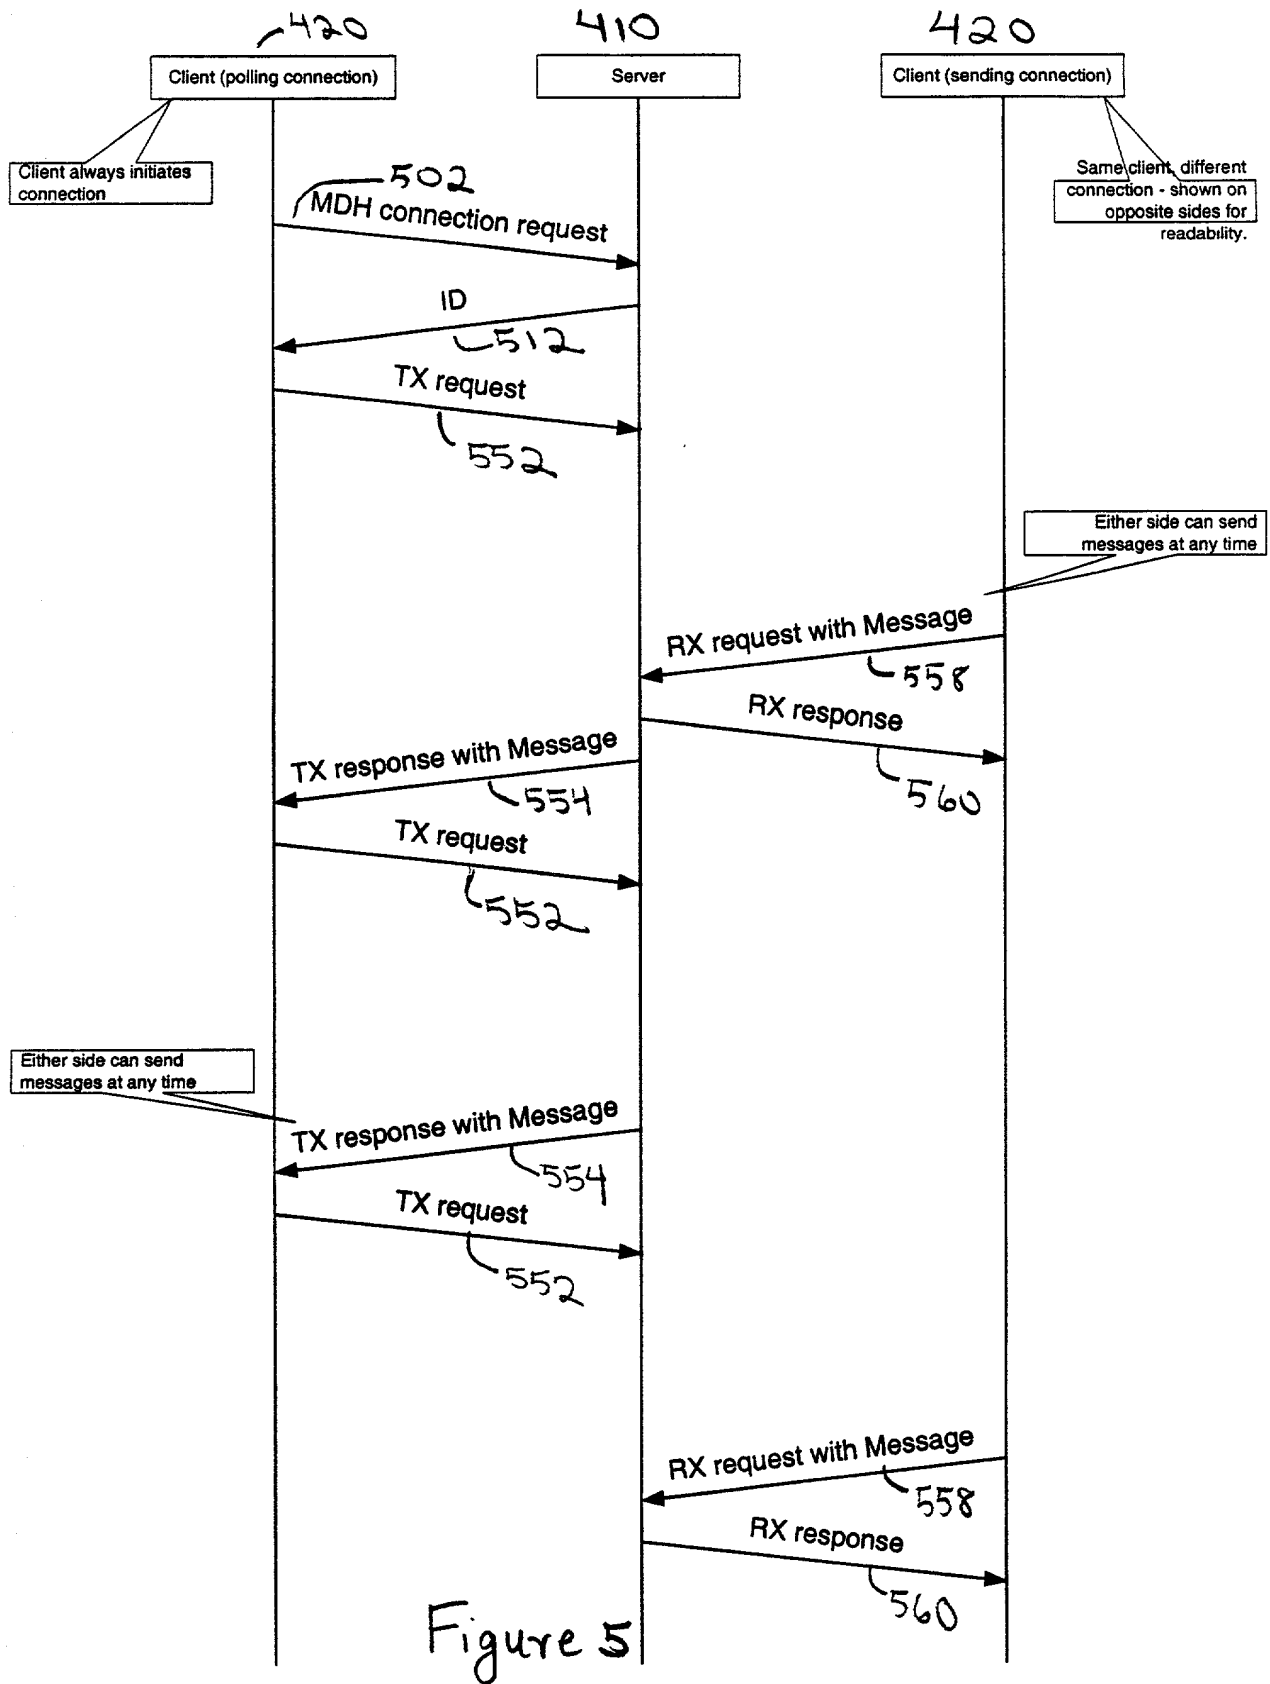 420
410
420
Client (polling connection)
Server
Client (sending connection)
Client always initiates
connection
Same client, different
connection - shown on
opposite sides for
readability.
502
MDH connection request
ID
512
TX request
552
Either side can send
messages at any time
RX request with Message
558
RX response
560
TX response with Message
554
TX request
552
Either side can send
messages at any time
TX response with Message
554
TX request
552
RX request with Message
558
RX response
560
Figure 5